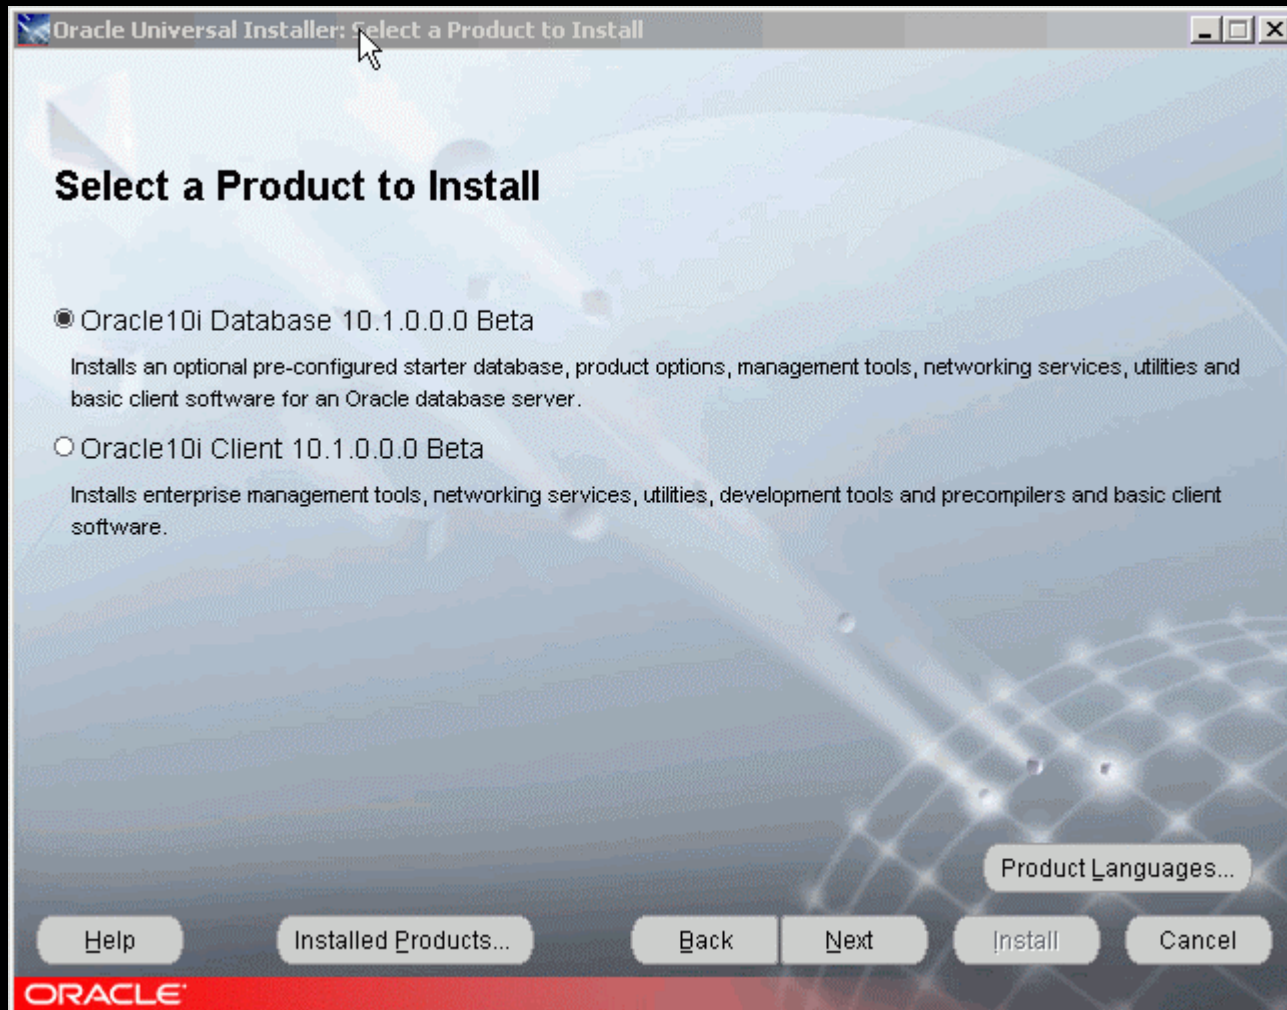 Oracle Universal Installer: Select a Product to Install
Select a Product to Install
Oracle10i Database 10.1.0.0.0 Beta
Installs an optional pre-configured starter database, product options, management tools, networking services, utilities and
basic client software for an Oracle database server.
Oracle10i Client 10.1.0.0.0 Beta
Installs enterprise management tools, networking services, utilities, development tools and precompilers and basic client
software.
Product Languages...
Help
Installed Products...
Back
Next
Install
Cancel
ORACLE